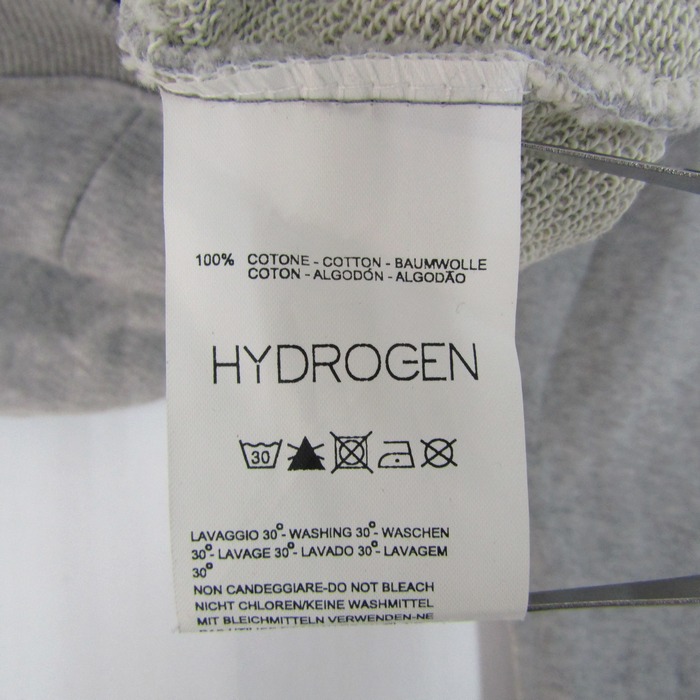 100% COTONE - COTTON - BAUMWOLLE
COTON - ALGODÓN - ALGODÃO
HYDROGEN
30
LAVAGGIO 30°- WASHING 30°- WASCHEN
30°- LAVAGE 30°- LAVADO 30°- LAVAGEM
30°
NON CANDEGGIARE-DO NOT BLEACH
NICHT CHLOREN/KEINE WASHMITTEL
MIT BLEICHMITTELN VERWENDEN-NE